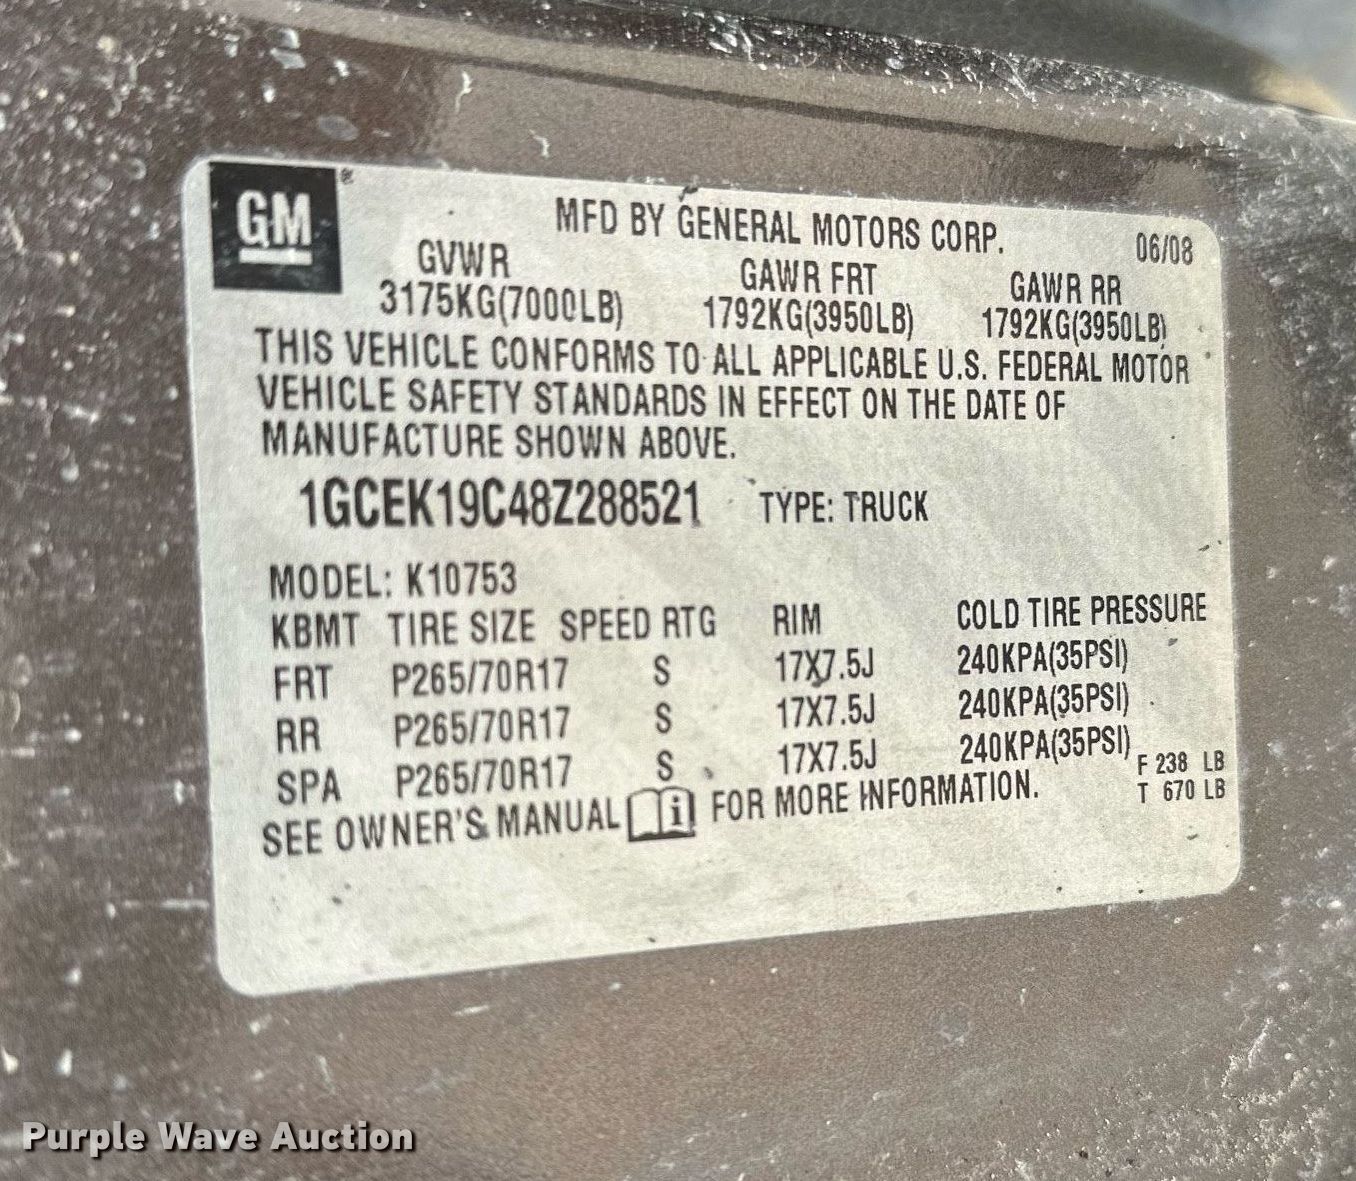 GM ®
MFD BY GENERAL MOTORS CORP.
06/08
GVWR GAWR FRT GAWR RR
3175KG(7000LB) 1792KG(3950LB) 1792KG(3950LB)
THIS VEHICLE CONFORMS TO ALL APPLICABLE U.S. FEDERAL MOTOR
VEHICLE SAFETY STANDARDS IN EFFECT ON THE DATE OF
MANUFACTURE SHOWN ABOVE.
1GCEK19C48Z288521 TYPE: TRUCK
MODEL: K10753
KBMT TIRE SIZE SPEED RTG RIM COLD TIRE PRESSURE
FRT P265/70R17 S 17X7.5J 240KPA(35PSI)
RR P265/70R17 S 17X7.5J 240KPA(35PSI)
SPA P265/70R17 S 17X7.5J 240KPA(35PSI)
F 238 LB
T 670 LB
SEE OWNER'S MANUAL i FOR MORE INFORMATION.
Purple Wave Auction